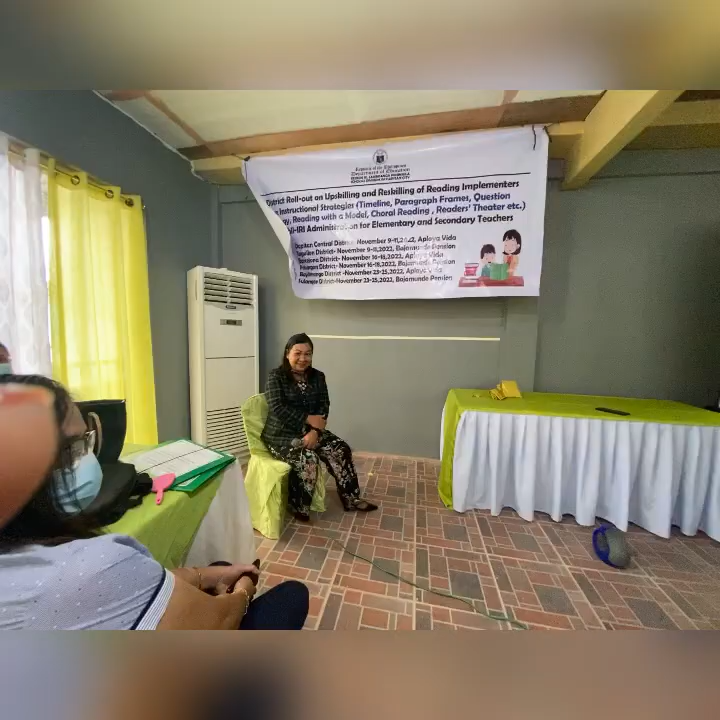 Republic of the Philippines
Department of Education
District Roll-out on Upskilling and Reskilling of Reading Implementers
Instructional Strategies (Timeline, Paragraph Frames, Question
Reading with a Model, Choral Reading , Readers' Theater etc.)
Administration for Elementary and Secondary Teachers
Dapitan Central District- November 9-11,2022, Aplaya Vida
District- November 9-11,2022, Bajamunde Pension
District- November 16-18,2022, Aplaya Vida
District- November 16-18,2022, Bajamunde Pension
District -November 23-25,2022, Aplaya Vida
District-November 23-25,2022, Bajamunde Pension